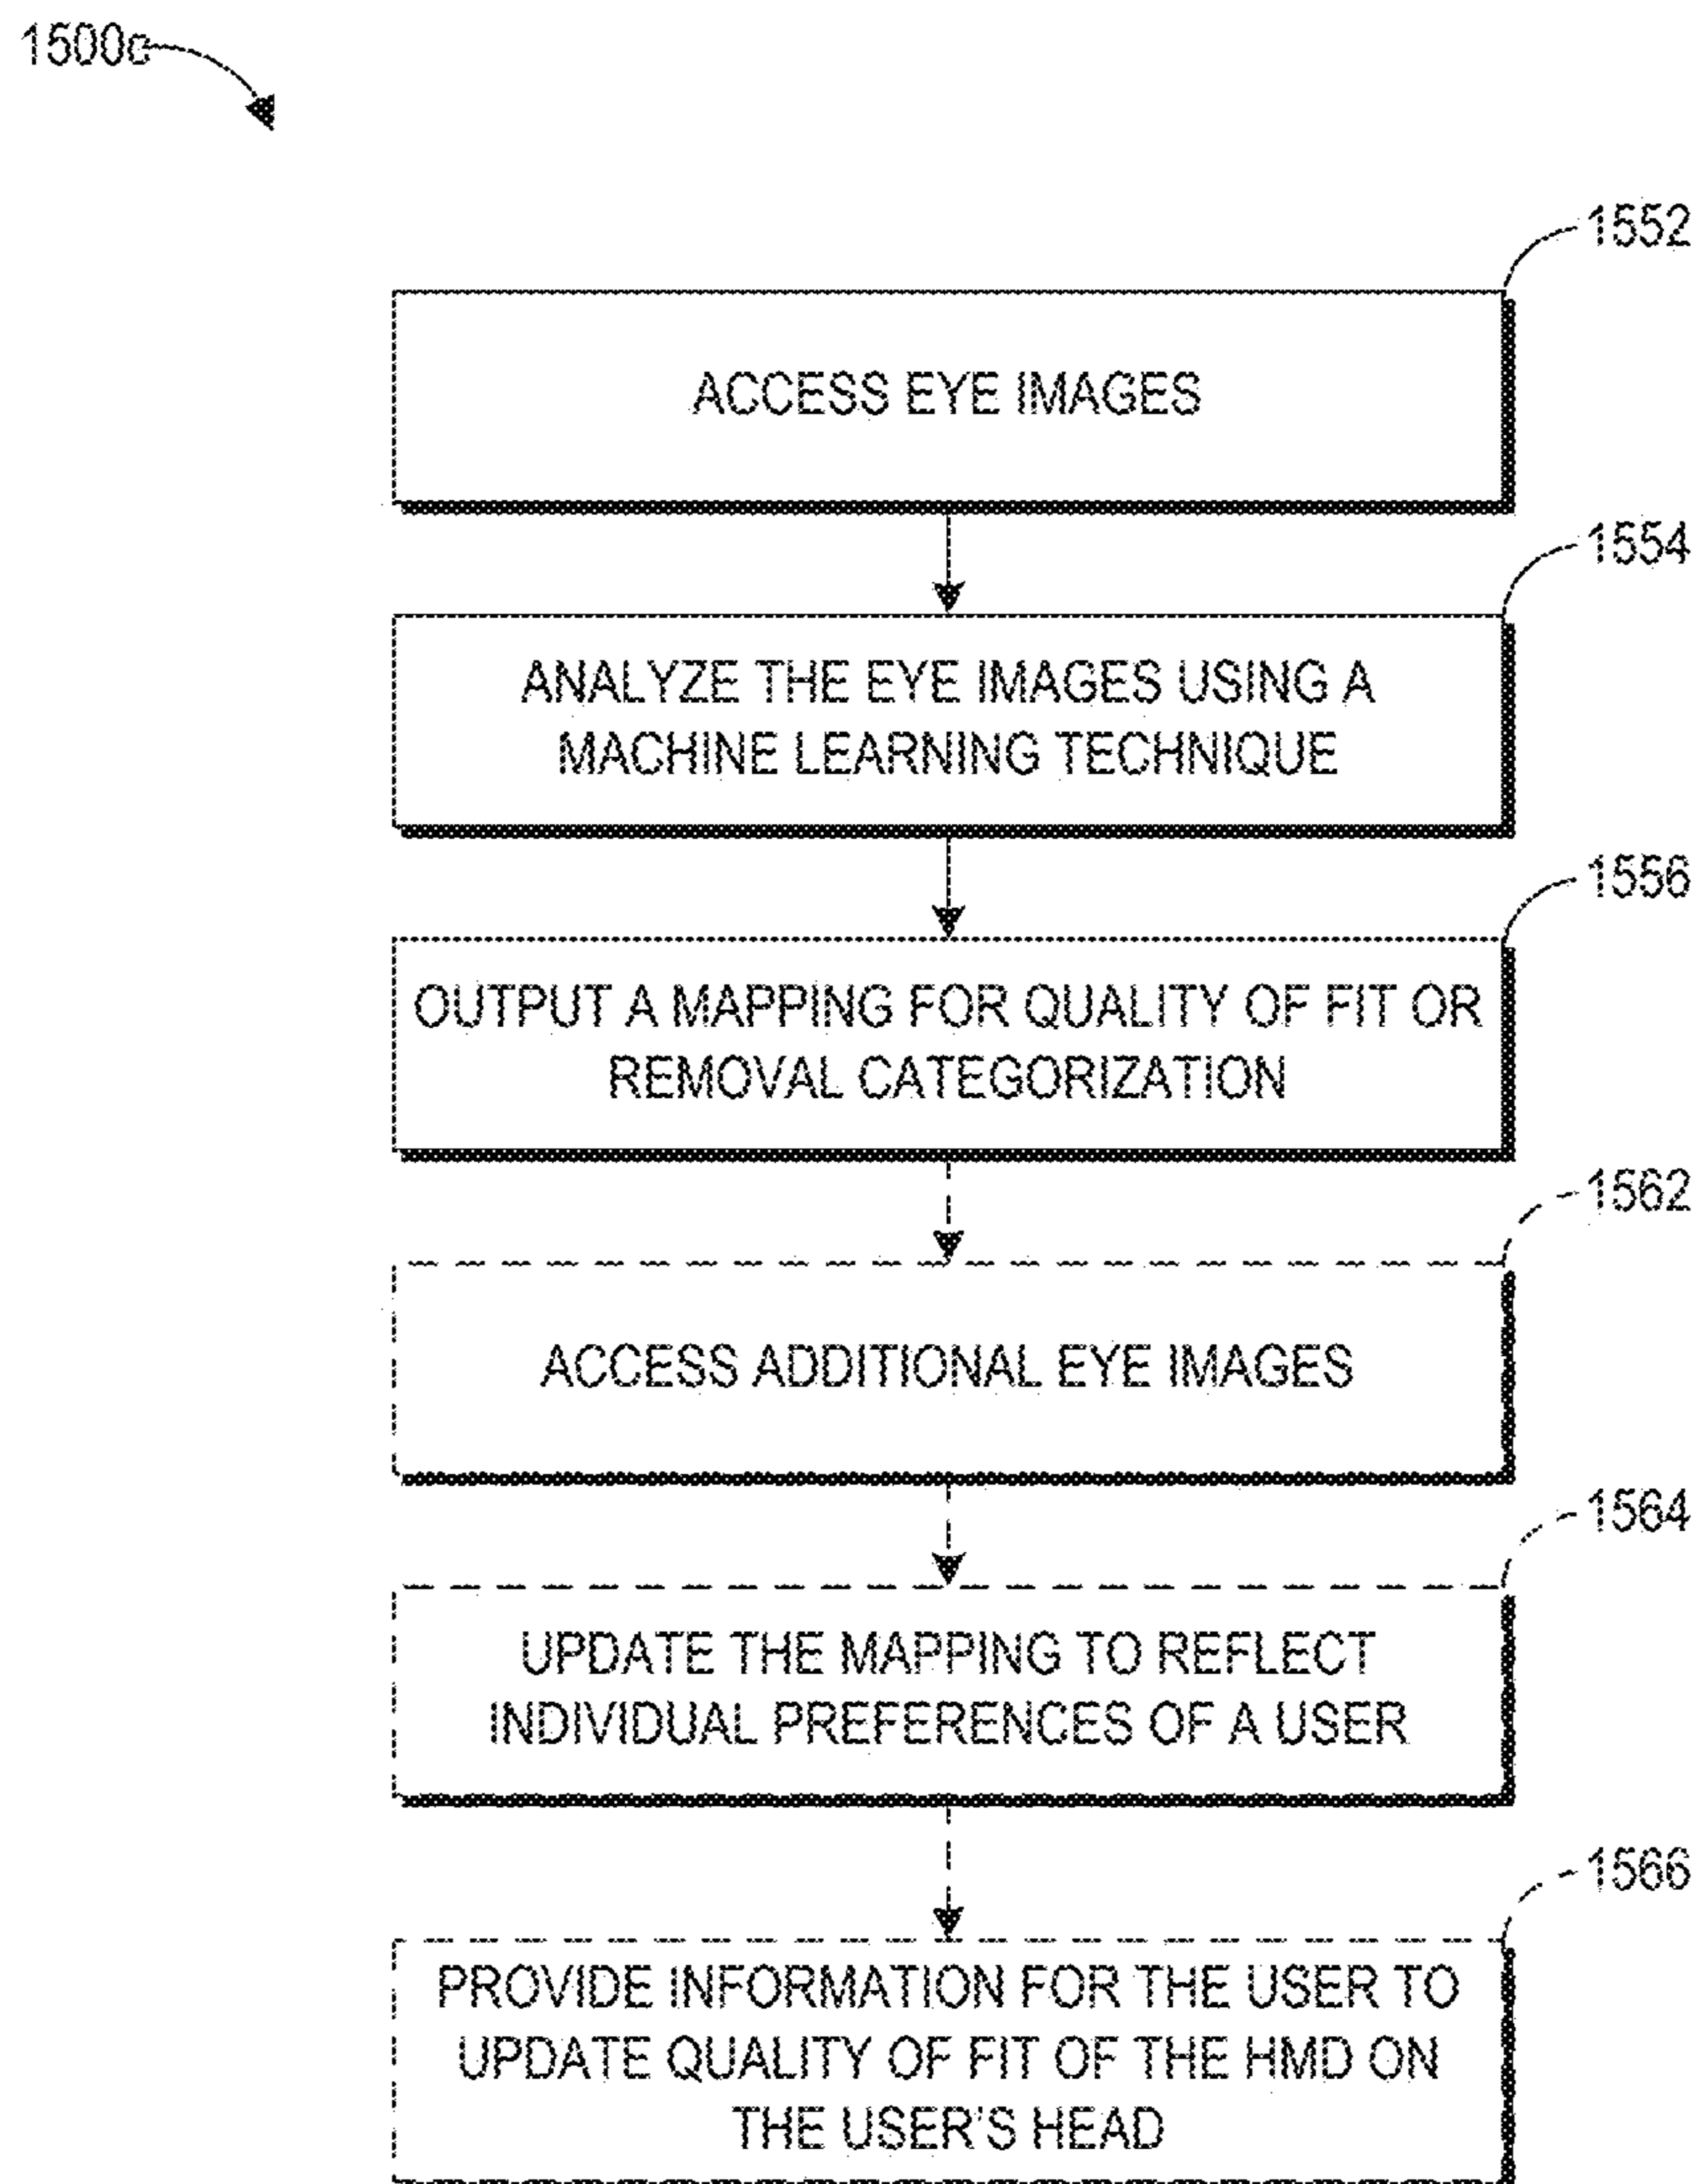 1500c
1552
ACCESS EYE IMAGES
1554
ANALYZE THE EYE IMAGES USING A
MACHINE LEARNING TECHNIQUE
1556
OUTPUT A MAPPING FOR QUALITY OF FIT OR
REMOVAL CATEGORIZATION
1562
ACCESS ADDITIONAL EYE IMAGES
1564
UPDATE THE MAPPING TO REFLECT
INDIVIDUAL PREFERENCES OF A USER
1566
PROVIDE INFORMATION FOR THE USER TO
UPDATE QUALITY OF FIT OF THE HMD ON
THE USER'S HEAD